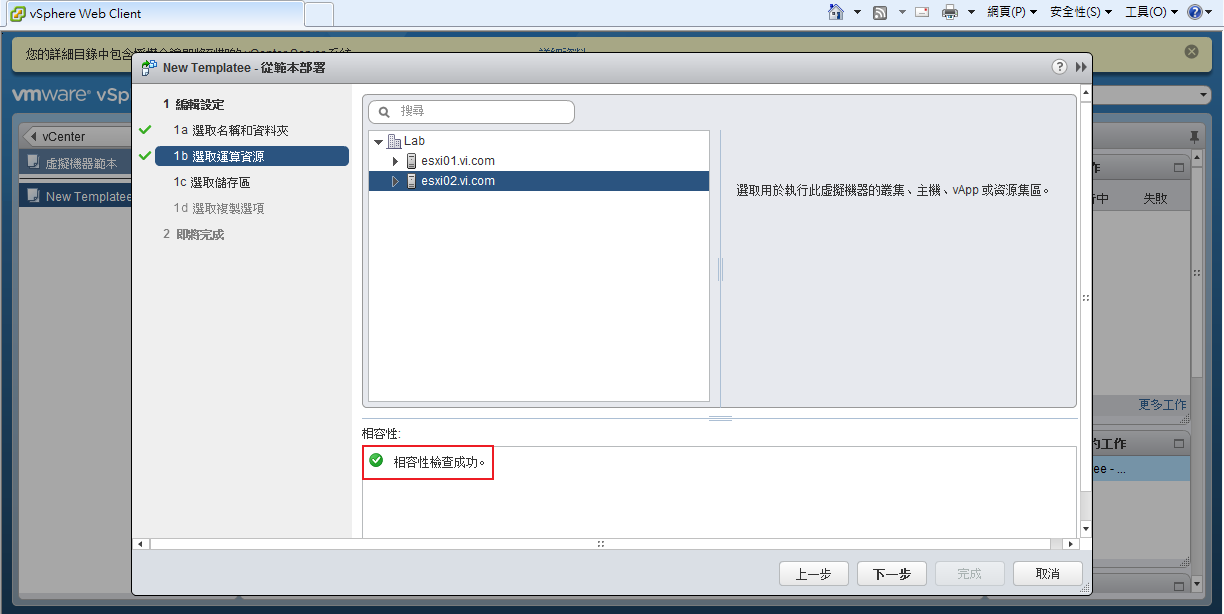 vSphere Web Client
網頁(P)
安全性(S)
工具(O)
您的詳細目錄中包含
詳細資料
vmware® vSp
New Templatee - 從範本部署
vCenter
虛擬機器範本
New Templatee
1 編輯設定
1a 選取名稱和資料夾
1b 選取運算資源
1c 選取儲存區
1d 選取複製選項
2 即將完成
搜尋
Lab
esxi01.vi.com
esxi02.vi.com
選取用於執行此虛擬機器的叢集、主機、vApp 或資源集區。
相容性:
相容性檢查成功。
作
中
失敗
更多工作
的工作
ee - ...
上一步
下一步
完成
取消